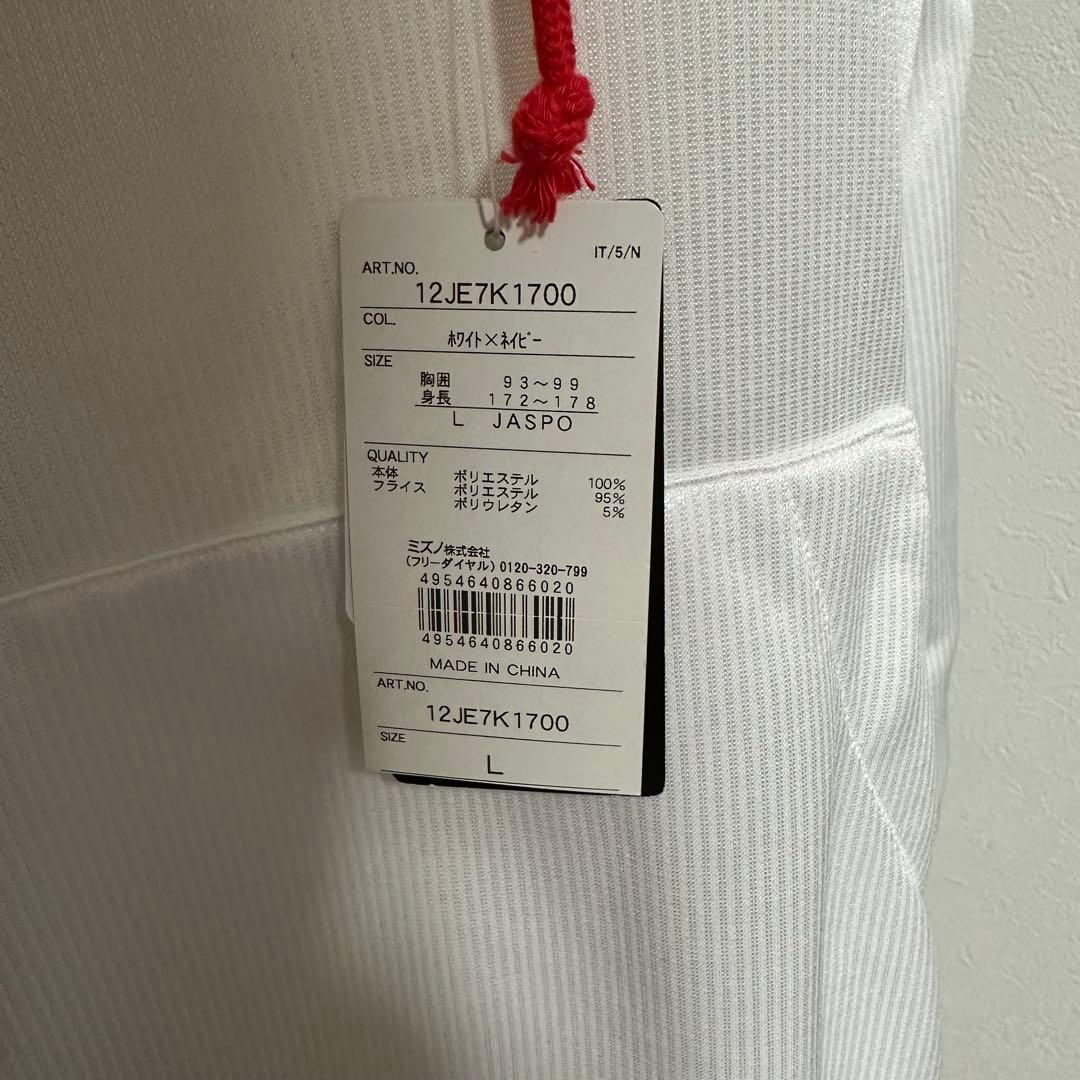 IT/5/N
ART.NO.
12JE7K1700
COL.
ﾎﾜｲﾄ×ﾈｲﾋﾞｰ
SIZE
胸囲 93～99
身長 172～178
L JASPO
QUALITY
本体 ポリエステル 100%
フライス ポリエステル 95%
ポリウレタン 5%
ミズノ株式会社
(フリーダイヤル) 0120-320-799
4954640866020
4954640866020
MADE IN CHINA
ART.NO.
12JE7K1700
SIZE
L